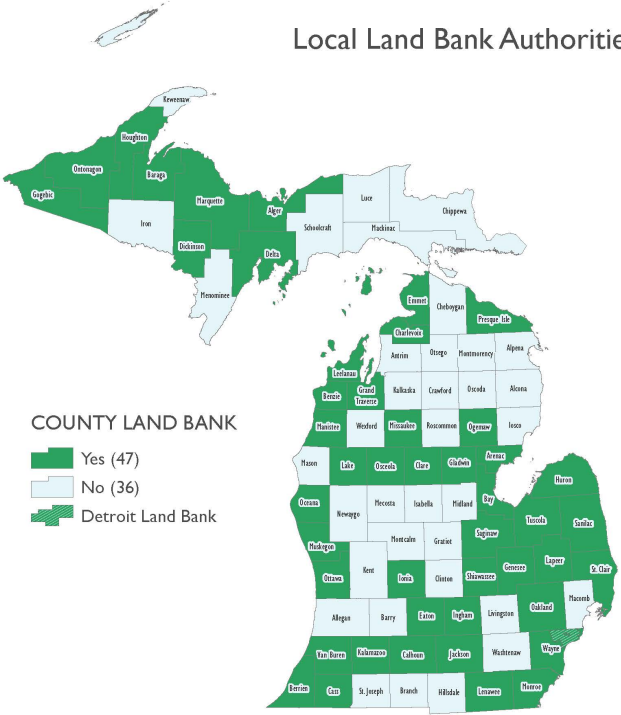 Local Land Bank Authoritie
Keweenaw
Houghton
Ontonagon
Baraga
Gogebic
Marquette
Luce
Alger
Chippewa
Iron
Schoolcraft
Mackinac
Dickinson
Delta
Menominee
Emmet
Cheboygan
Presque Isle
Charlevoix
Antrim
Otsego
Montmorency
Alpena
Leelanau
Grand
Traverse
Benzie
Kalkaska
Crawford
Oscoda
Alcona
Manistee
Wexford
Missaukee
Roscommon
Ogemaw
Iosco
COUNTY LAND BANK
Yes (47)
No (36)
Detroit Land Bank
Mason
Lake
Osceola
Clare
Gladwin
Arenac
Huron
Oceana
Newaygo
Mecosta
Isabella
Midland
Bay
Tuscola
Sanilac
Muskegon
Montcalm
Gratiot
Saginaw
Ottawa
Kent
Ionia
Clinton
Shiawassee
Genesee
Lapeer
St. Clair
Allegan
Barry
Eaton
Ingham
Livingston
Oakland
Macomb
Van Buren
Kalamazoo
Calhoun
Jackson
Washtenaw
Wayne
Berrien
Cass
St. Joseph
Branch
Hillsdale
Lenawee
Monroe